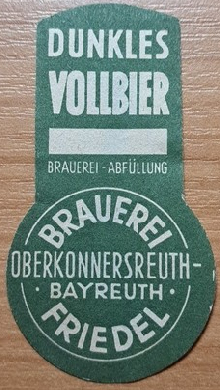 DUNKLES
VOLLBIER
BRAUEREI - ABFÜLLUNG
BRAUEREI
OBERKONNERSREUTH-
· BAYREUTH ·
FRIEDEL